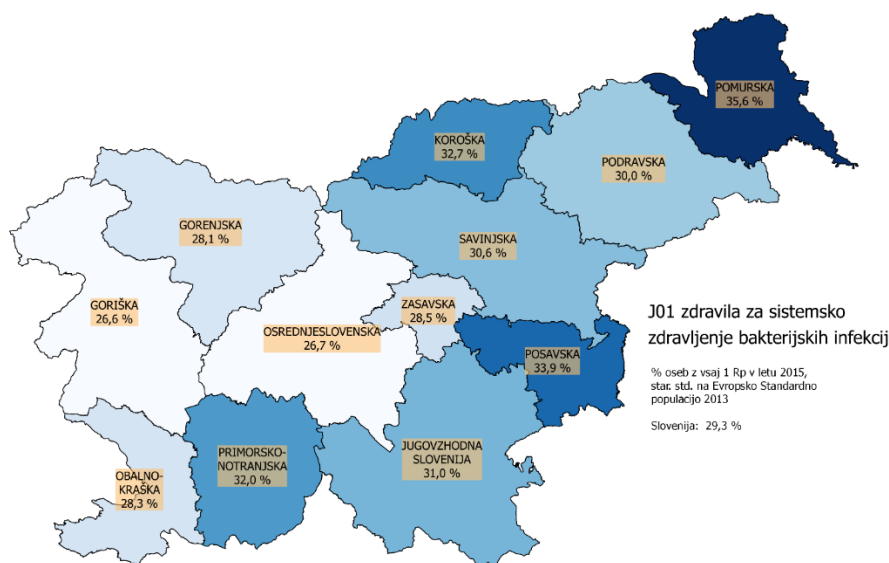 POMURSKA
35,6 %
KOROŠKA
32,7 %
PODRAVSKA
30,0 %
GORENJSKA
28,1 %
SAVINJSKA
30,6 %
GORIŠKA
26,6 %
ZASAVSKA
28,5 %
OSREDNJESLOVENSKA
26,7 %
POSAVSKA
33,9 %
J01 zdravila za sistemsko
zdravljenje bakterijskih infekcij
% oseb z vsaj 1 Rp v letu 2015,
star. std. na Evropsko Standardno
populacijo 2013
Slovenija: 29,3 %
PRIMORSKO-
NOTRANJSKA
32,0 %
JUGOVZHODNA
SLOVENIJA
31,0 %
OBALNO-
KRAŠKA
28,3 %